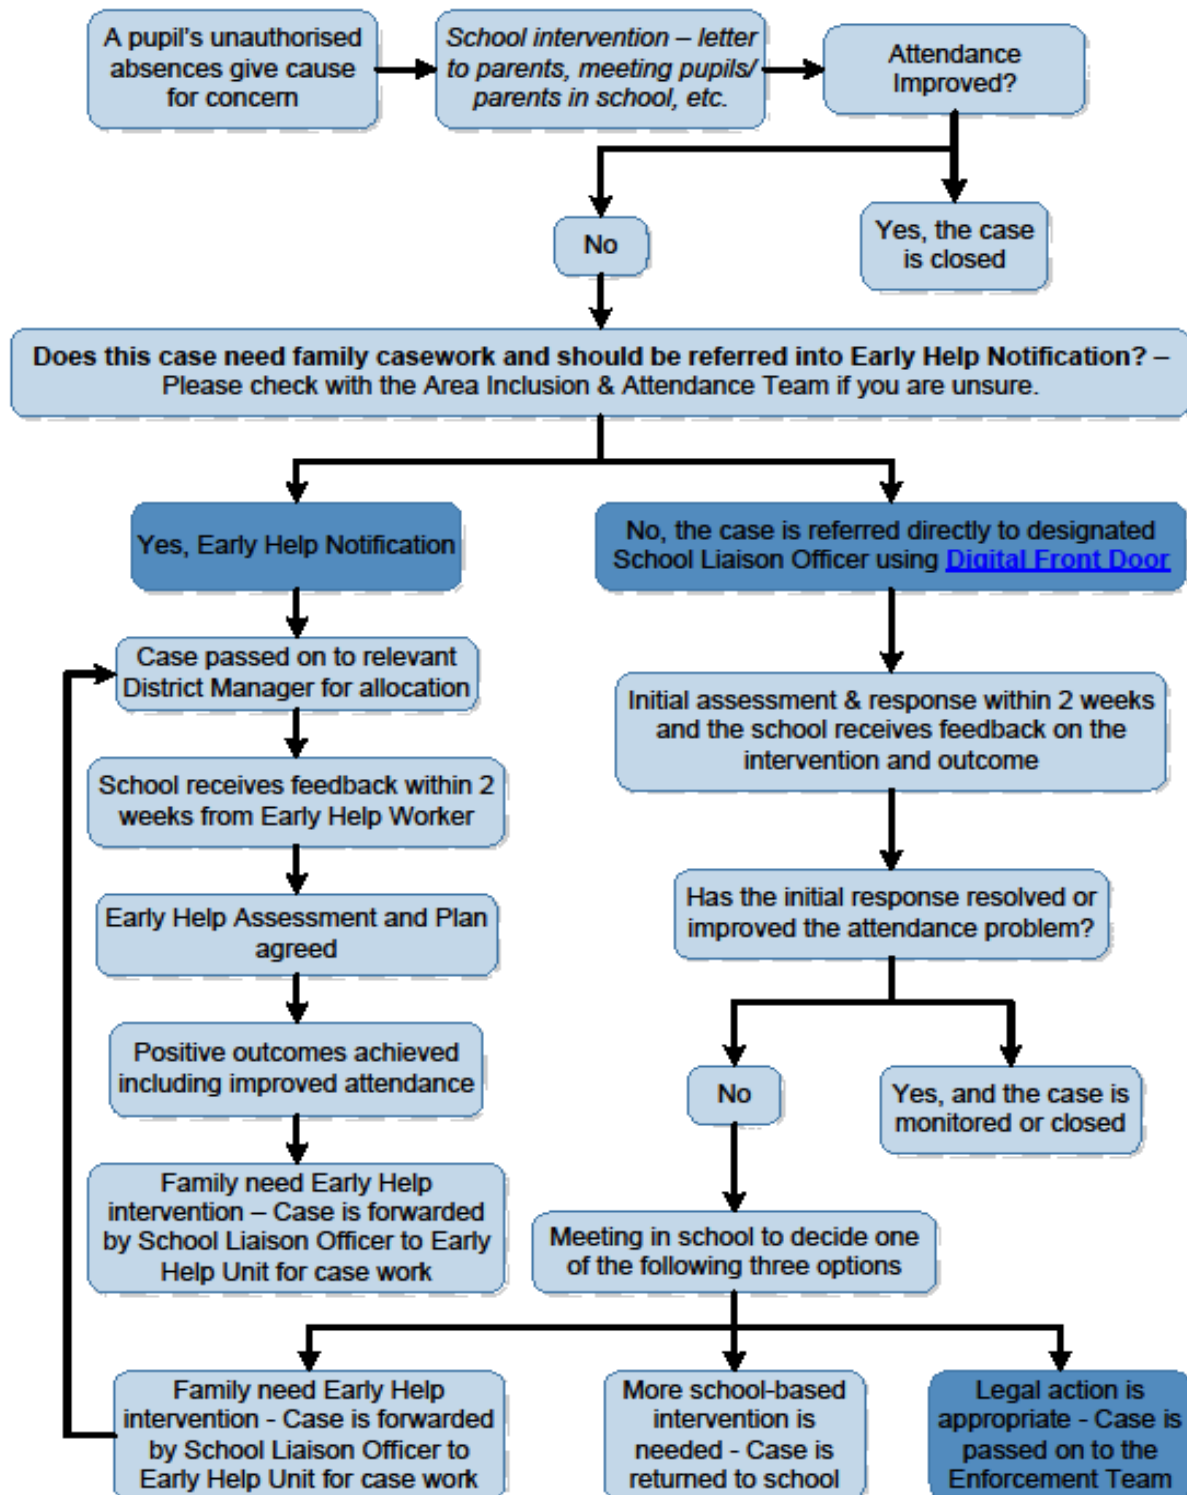 A pupil's unauthorised
absences give cause
for concern
School intervention – letter
to parents, meeting pupils/
parents in school, etc.
Attendance
Improved?
No
Yes, the case
is closed
Does this case need family casework and should be referred into Early Help Notification? –
Please check with the Area Inclusion & Attendance Team if you are unsure.
Yes, Early Help Notification
No, the case is referred directly to designated
School Liaison Officer using Digital Front Door
Case passed on to relevant
District Manager for allocation
Initial assessment & response within 2 weeks
and the school receives feedback on the
intervention and outcome
School receives feedback within 2
weeks from Early Help Worker
Has the initial response resolved or
improved the attendance problem?
Early Help Assessment and Plan
agreed
Positive outcomes achieved
including improved attendance
No
Yes, and the case is
monitored or closed
Family need Early Help
intervention – Case is forwarded
by School Liaison Officer to Early
Help Unit for case work
Meeting in school to decide one
of the following three options
Family need Early Help
intervention - Case is forwarded
by School Liaison Officer to
Early Help Unit for case work
More school-based
intervention is
needed - Case is
returned to school
Legal action is
appropriate - Case is
passed on to the
Enforcement Team